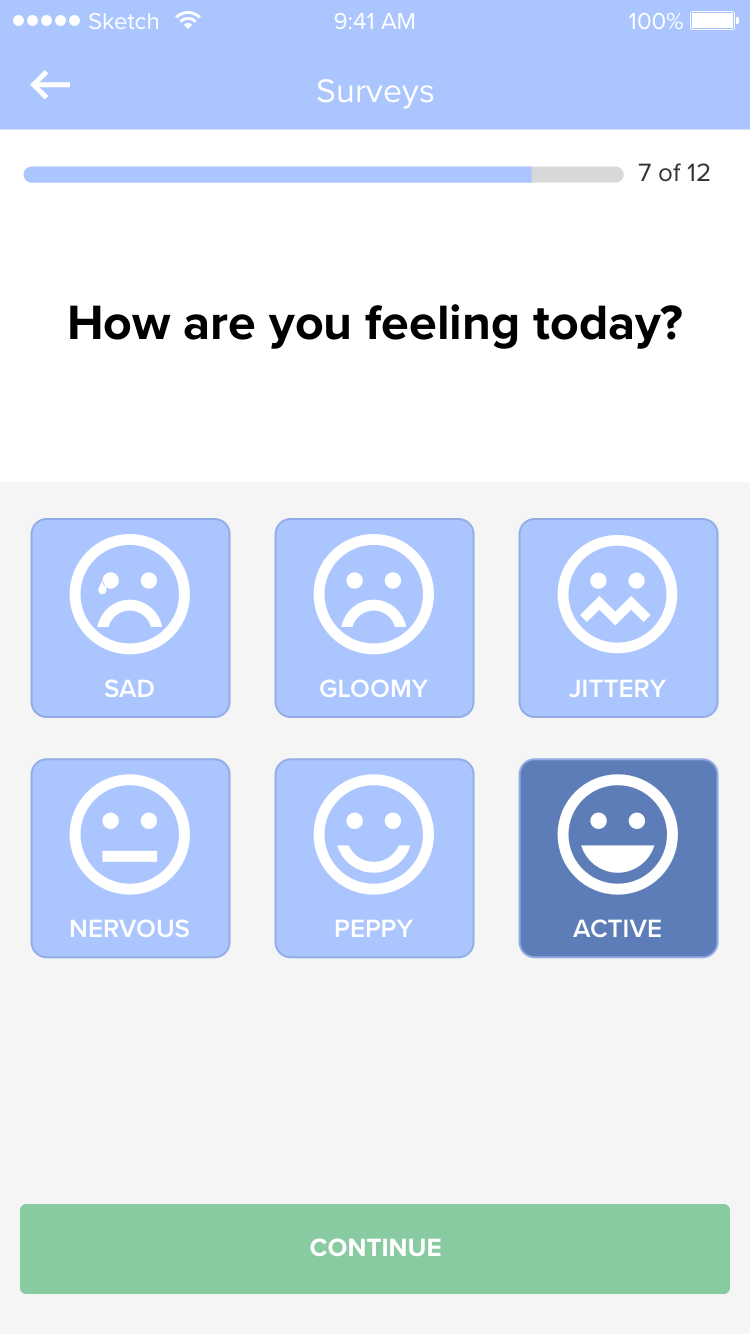 Sketch 9:41 AM 100%
Surveys
7 of 12
How are you feeling today?
SAD GLOOMY JITTERY
NERVOUS PEPPY ACTIVE
CONTINUE